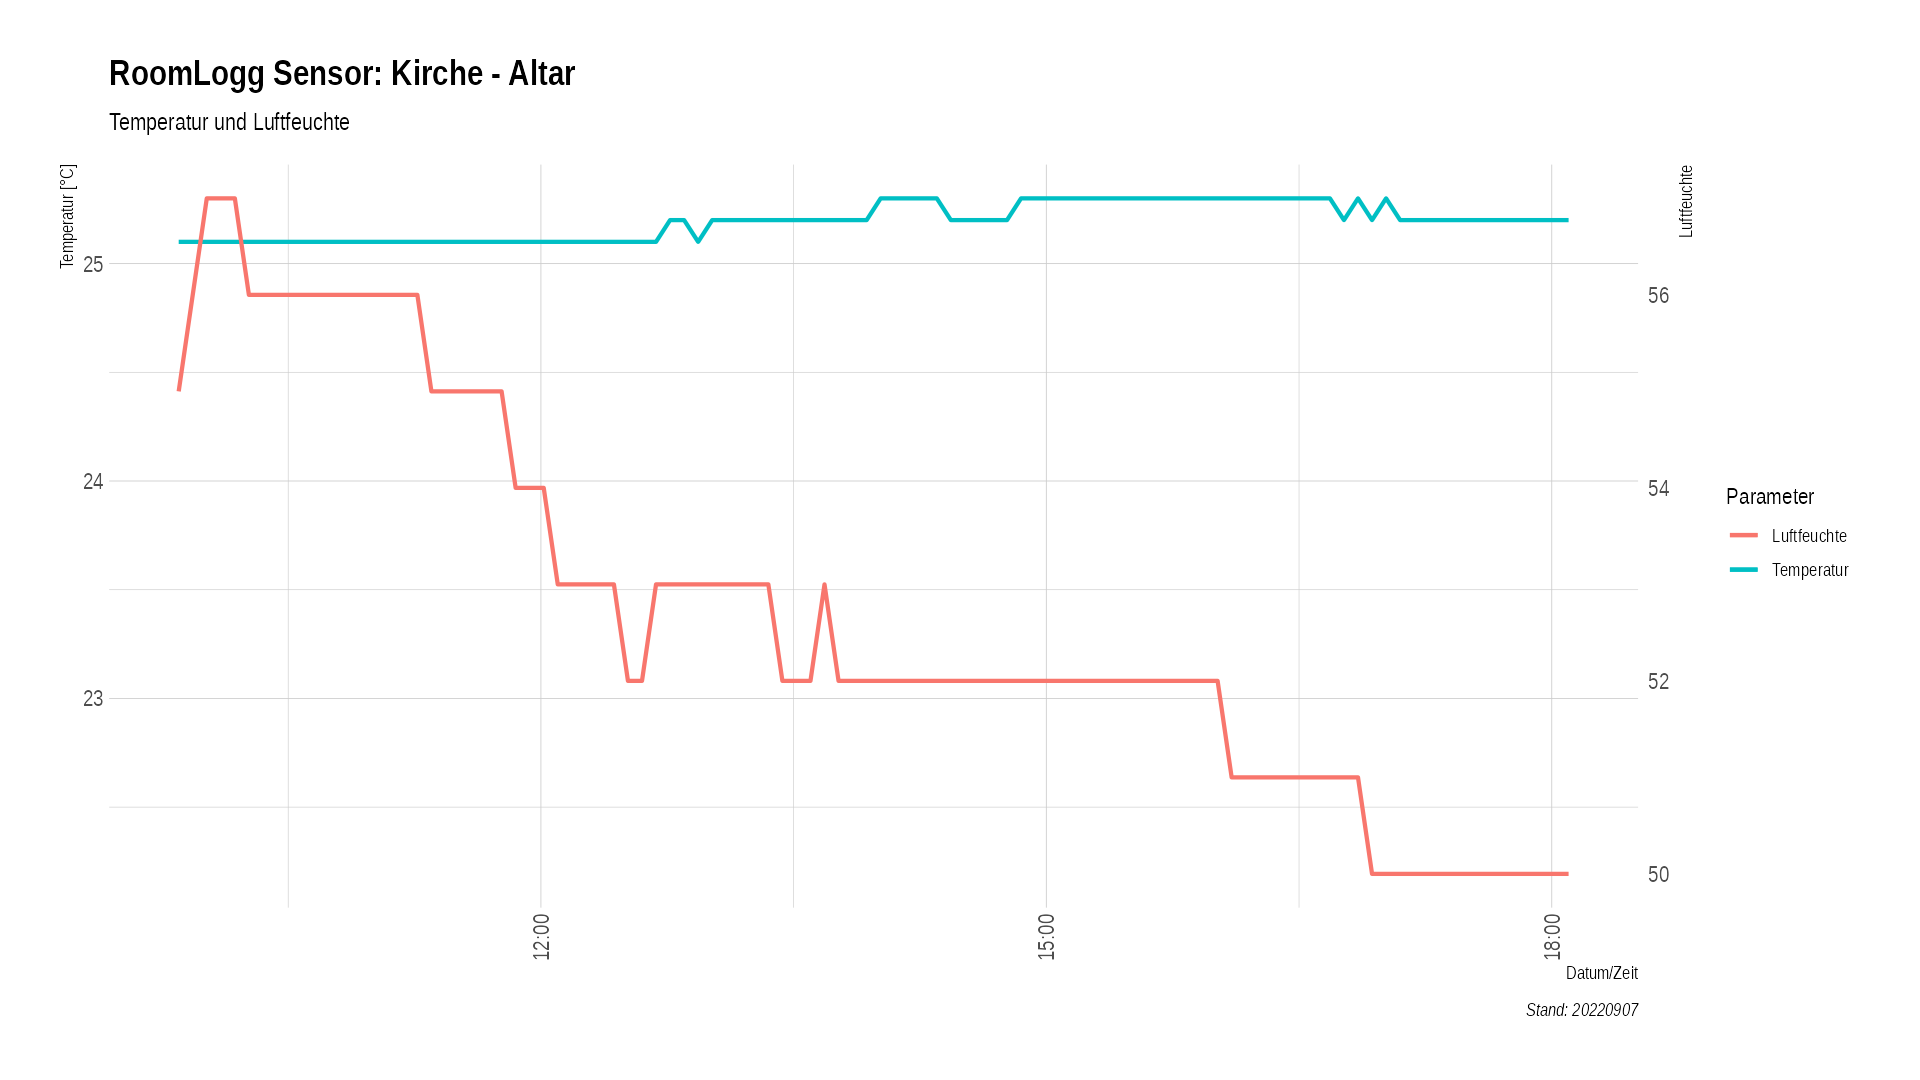 RoomLogg Sensor: Kirche - Altar
Temperatur und Luftfeuchte
Temperatur [°C]
Luftfeuchte
25
24
23
56
54
52
50
Parameter
Luftfeuchte
Temperatur
12:00
15:00
18:00
Datum/Zeit
Stand: 20220907